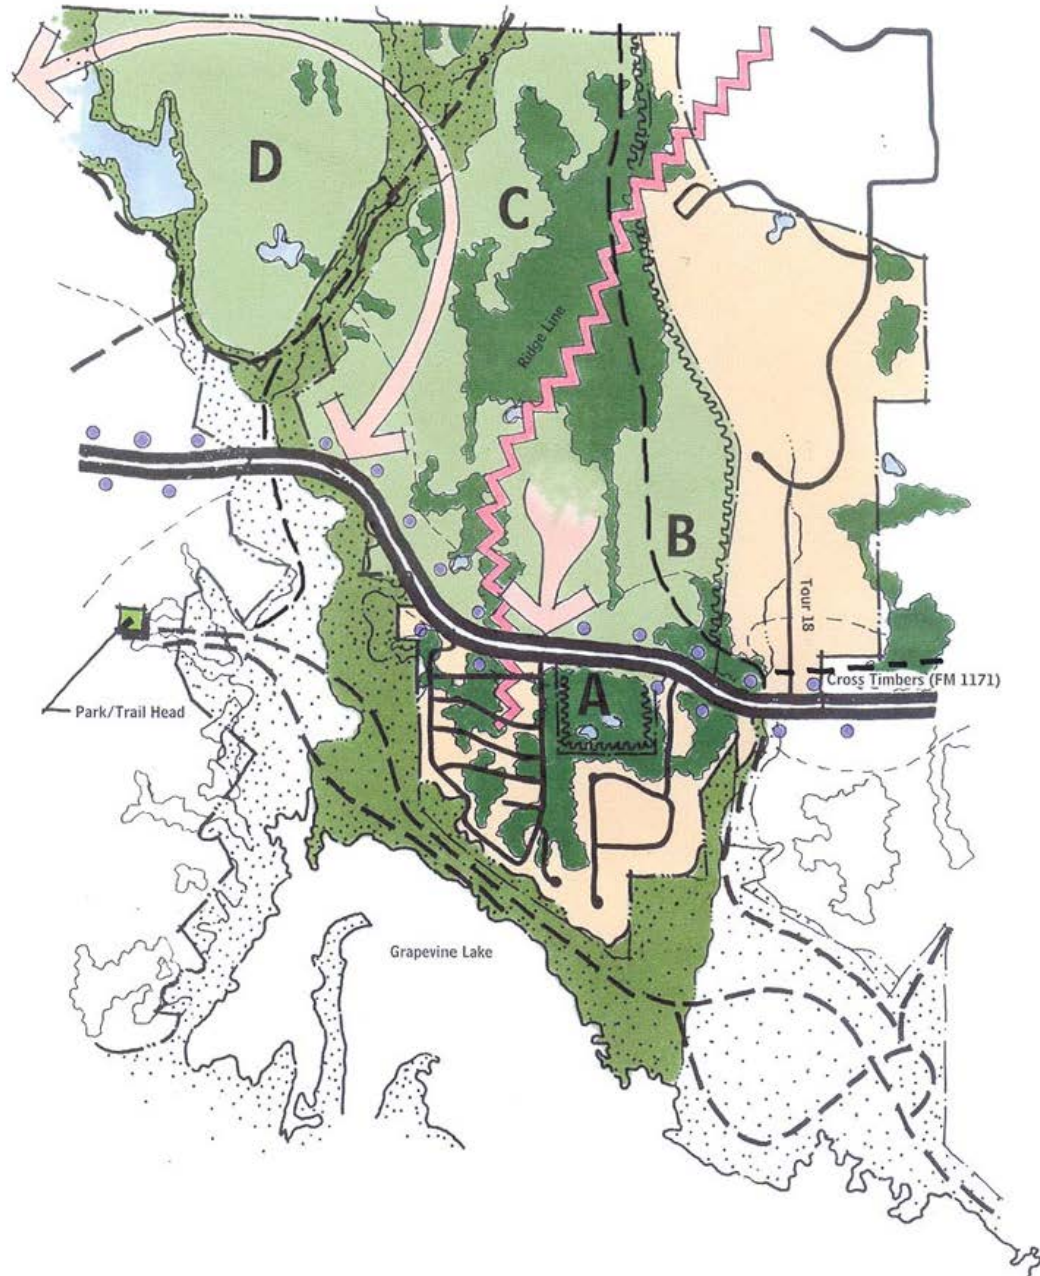 D
C
Ridge Line
B
Tour 18
Cross Timbers (FM 1171)
A
Park/Trail Head
Grapevine Lake